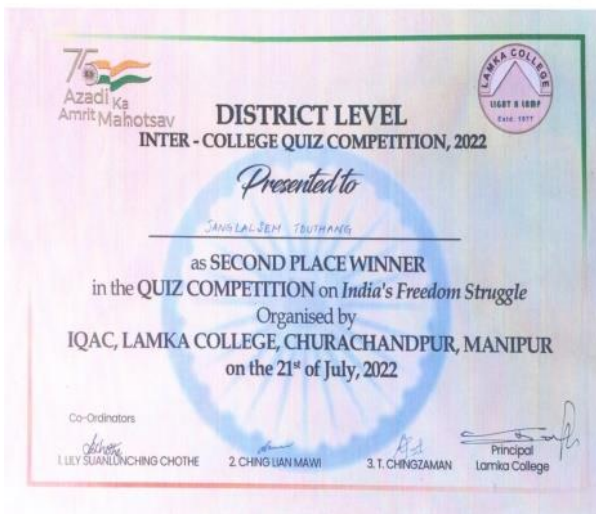 75
Azadi Ka
Amrit Mahotsav
LAMKA COLLEGE
LIGHT & LAMP
Estd. 1977
DISTRICT LEVEL
INTER - COLLEGE QUIZ COMPETITION, 2022
Presented to
JANGLALSEM TOUTHANG
as SECOND PLACE WINNER
in the QUIZ COMPETITION on India's Freedom Struggle
Organised by
IQAC, LAMKA COLLEGE, CHURACHANDPUR, MANIPUR
on the 21st of July, 2022
Co-Ordinators
1. LILY SUANLUNCHING CHOTHE
2. CHING LIAN MAWI
3. T. CHINGZAMAN
Principal
Lamka College